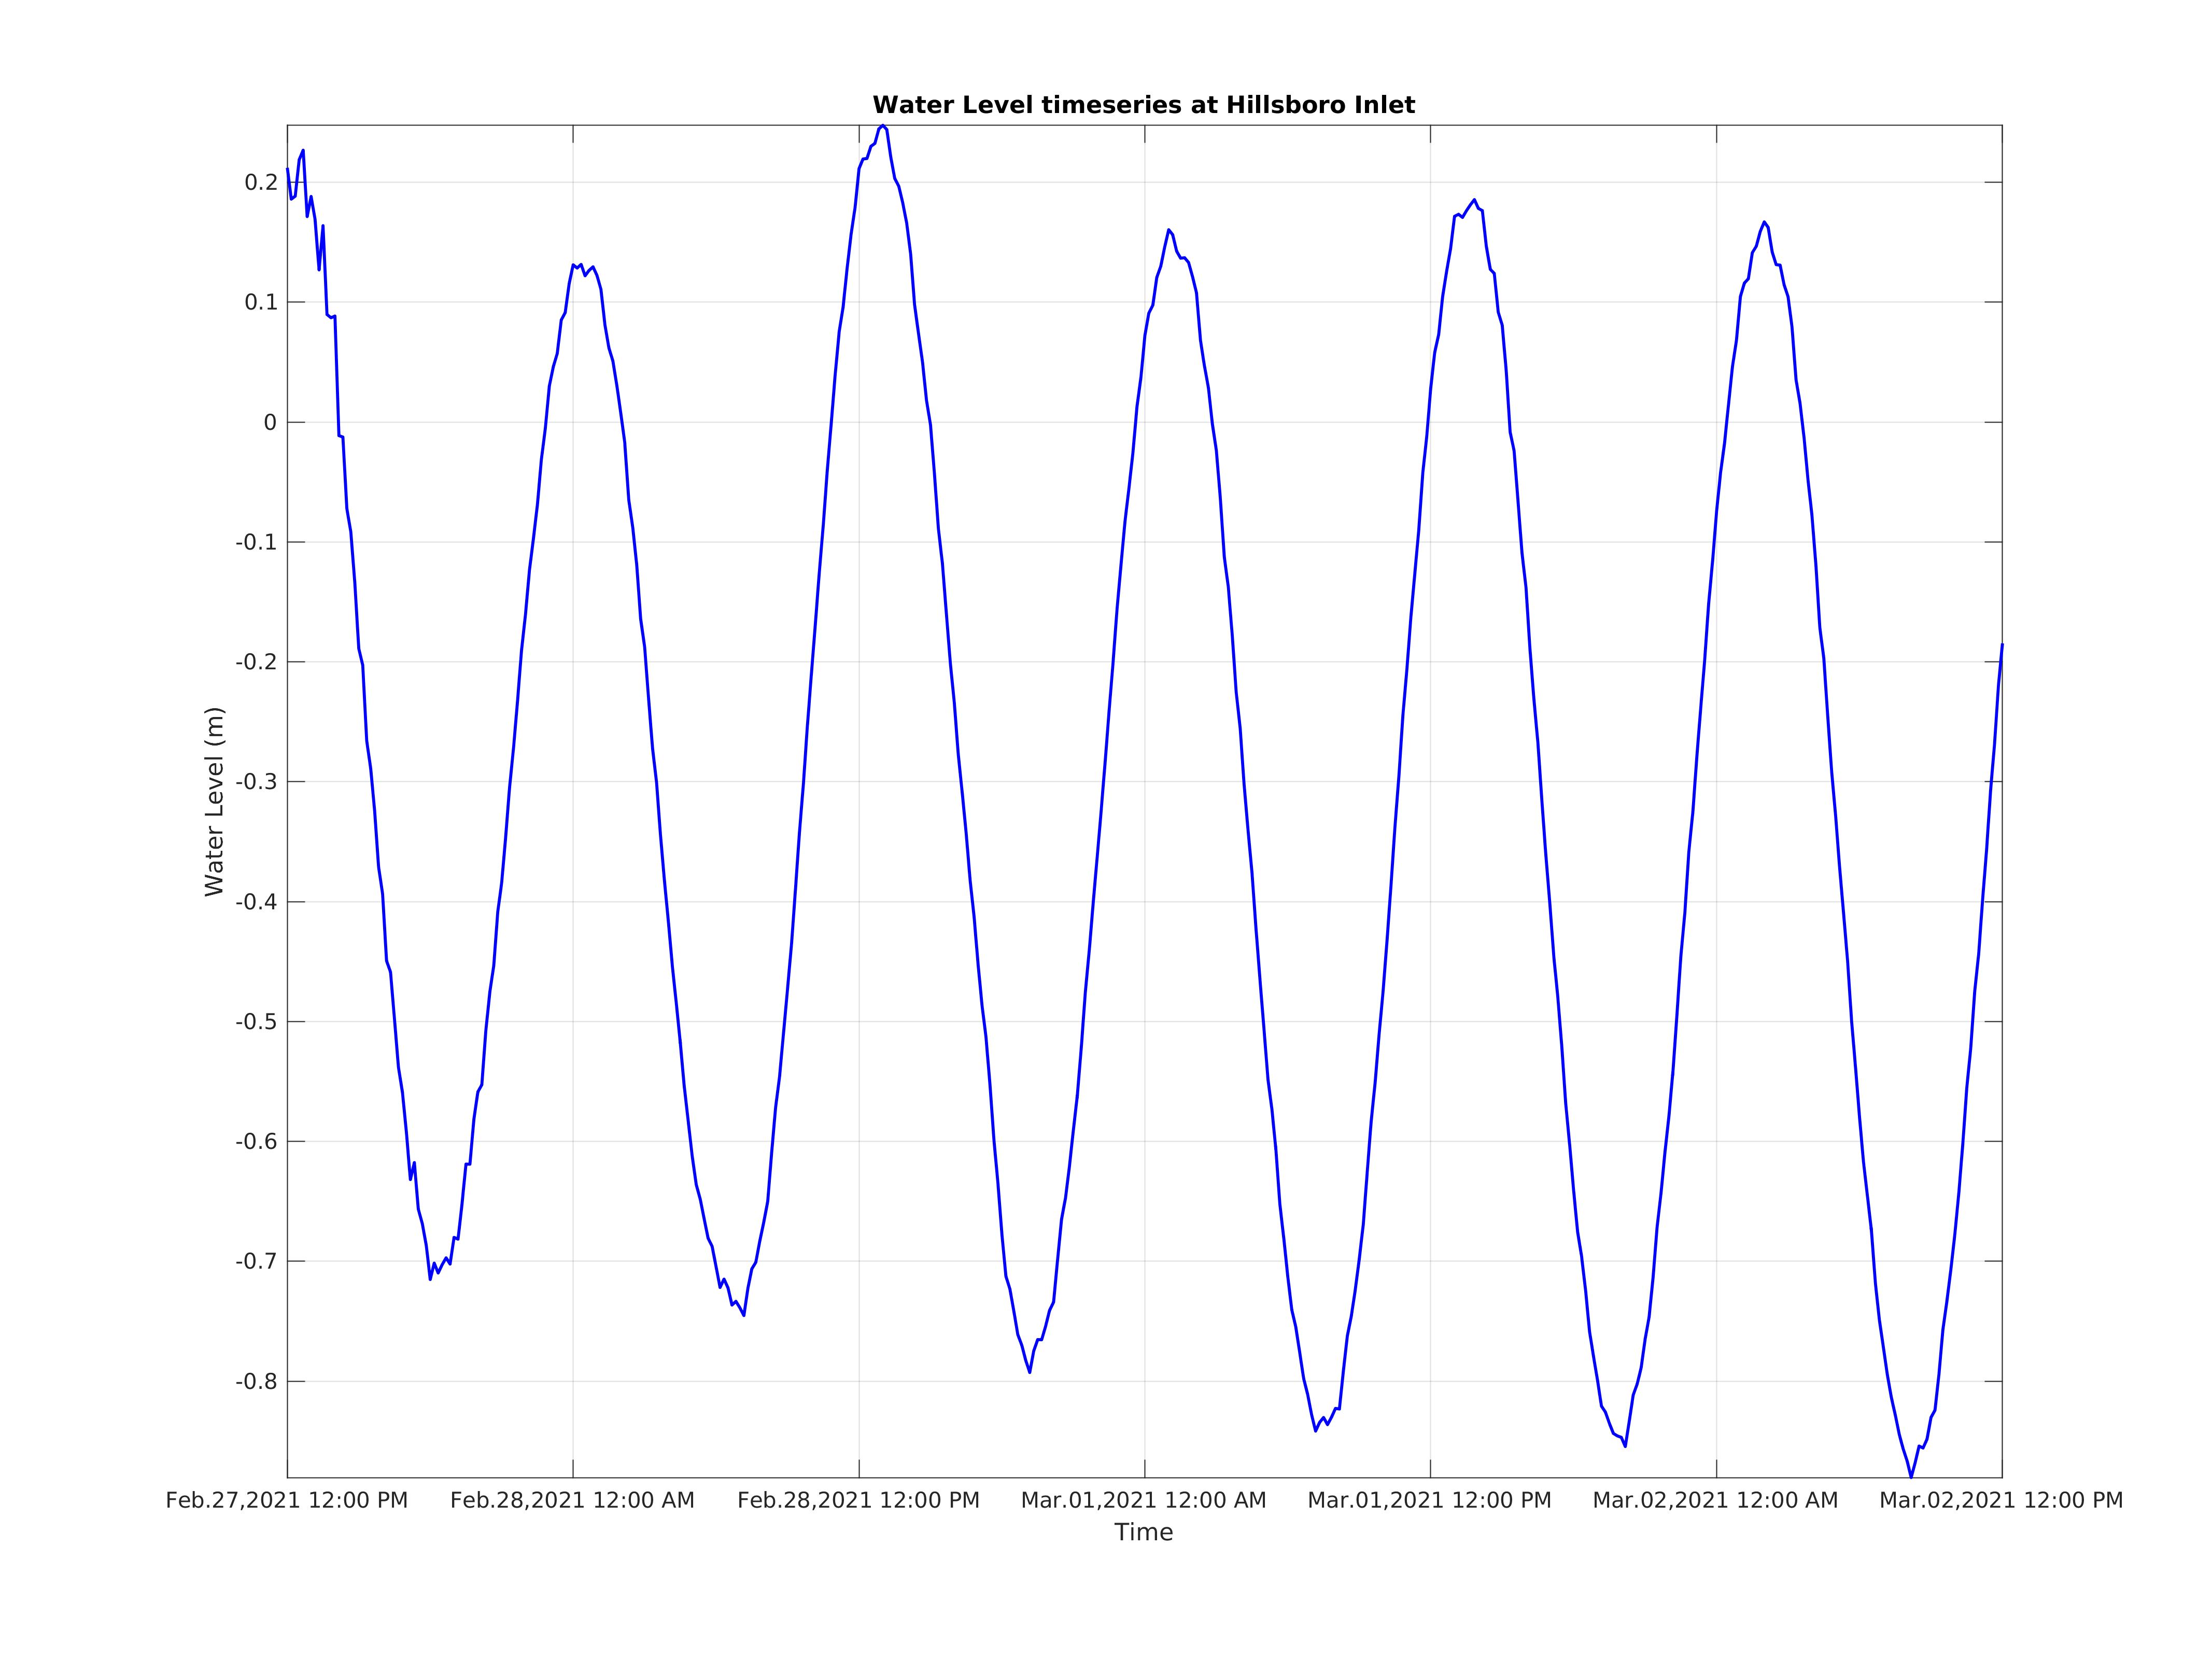 Water Level timeseries at Hillsboro Inlet
0.2
0.1
0
-0.1
-0.2
-0.3
-0.4
-0.5
-0.6
-0.7
-0.8
Water Level (m)
Feb.27,2021 12:00 PM Feb.28,2021 12:00 AM Feb.28,2021 12:00 PM Mar.01,2021 12:00 AM Mar.01,2021 12:00 PM Mar.02,2021 12:00 AM Mar.02,2021 12:00 PM
Time